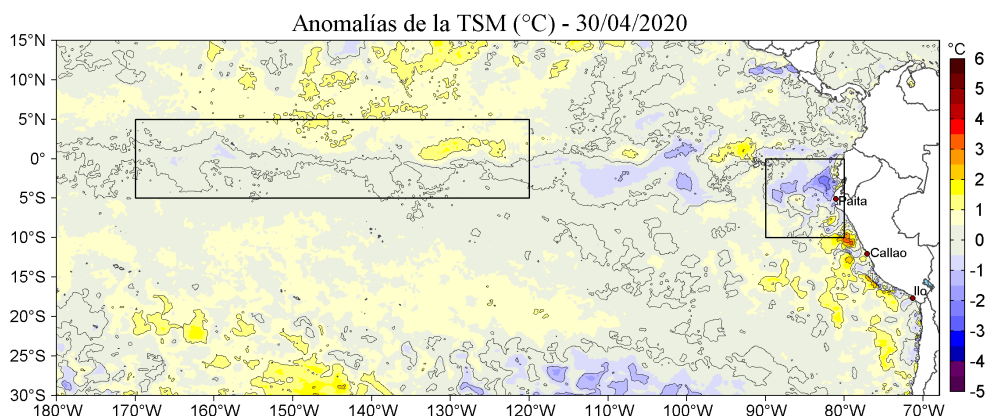 Anomalías de la TSM (°C) - 30/04/2020
15°N
10°N
5°N
0°
5°S
10°S
15°S
20°S
25°S
30°S
180°W
170°W
160°W
150°W
140°W
130°W
120°W
110°W
100°W
90°W
80°W
70°W
Paita
Callao
Ilo
°C
6
5
4
3
2
1
0
-1
-2
-3
-4
-5